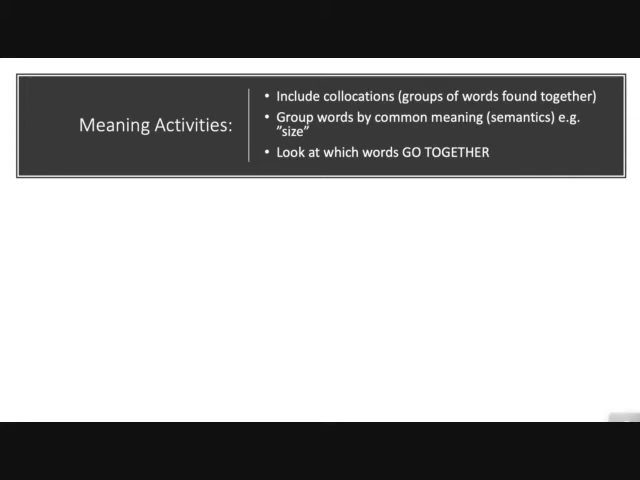 Meaning Activities:
• Include collocations (groups of words found together)
• Group words by common meaning (semantics) e.g.
”size”
• Look at which words GO TOGETHER